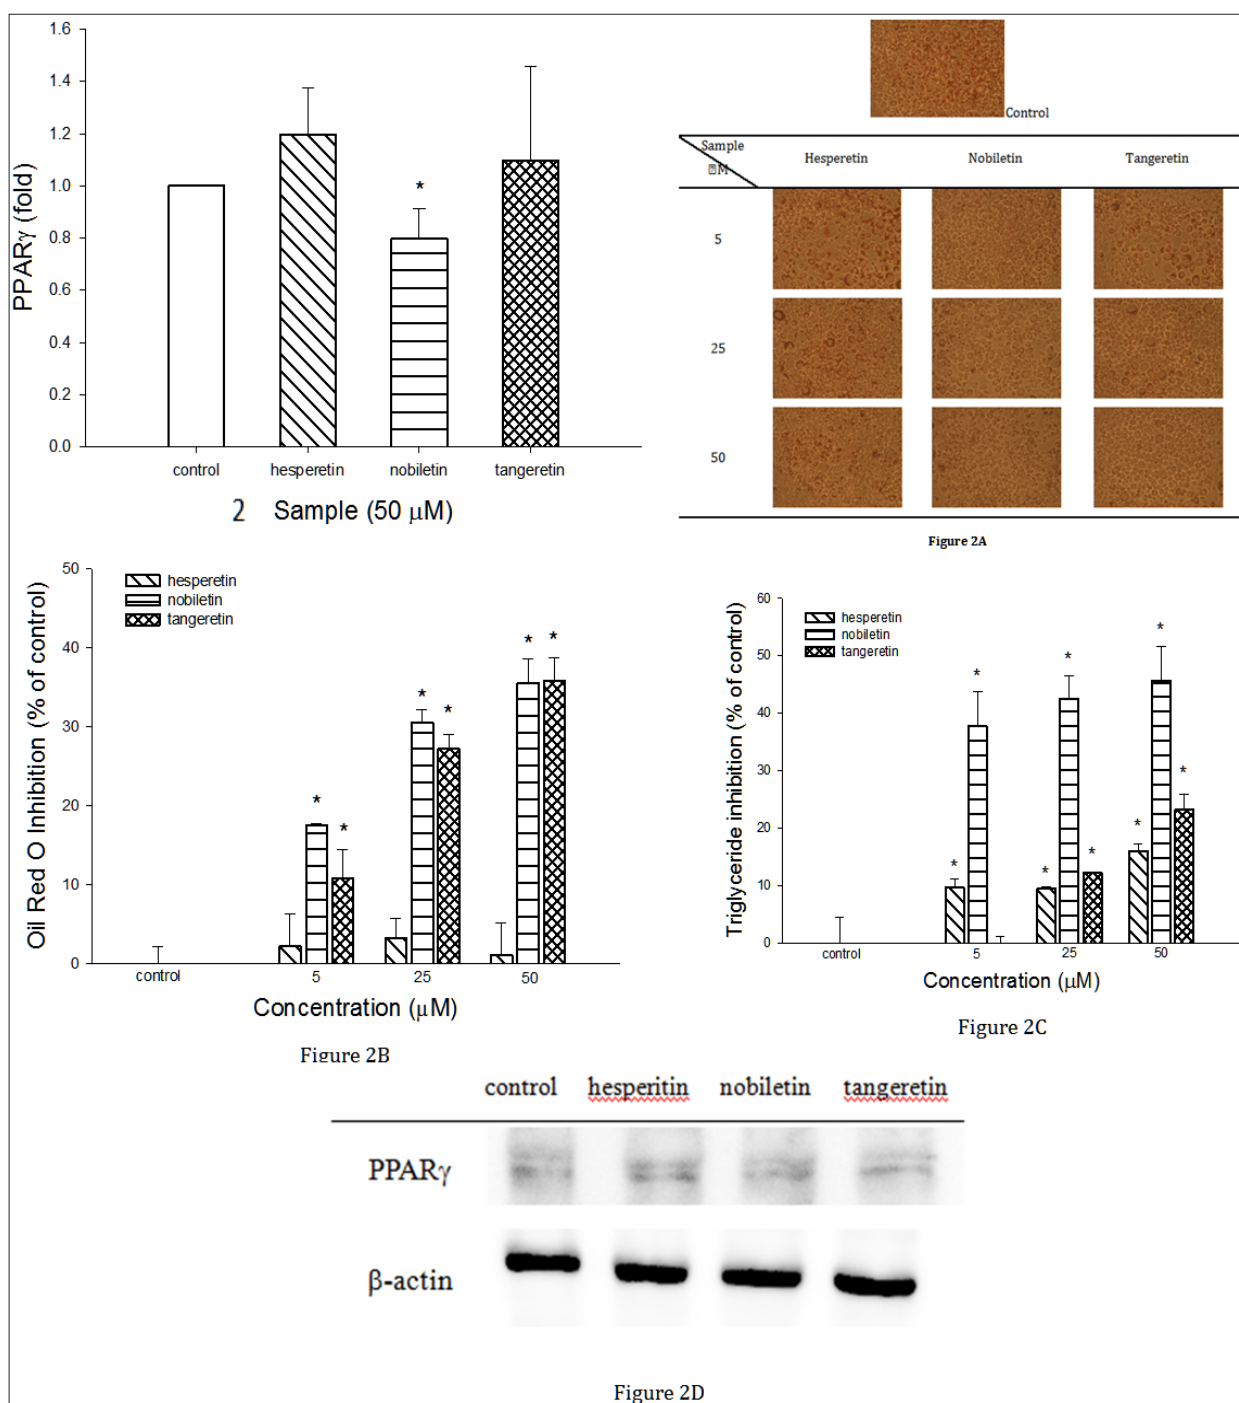 1.6
1.4
1.2
1.0
0.8
0.6
0.4
0.2
0.0
PPARγ (fold)
*
control hesperetin nobiletin tangeretin
2 Sample (50 μM)
Control
Sample
M
Hesperetin Nobiletin Tangeretin
5
25
50
Figure 2A
50
40
30
20
10
0
Oil Red O Inhibition (% of control)
hesperetin
nobiletin
tangeretin
* *
* *
* *
control 5 25 50
Concentration (μM)
Figure 2B
60
50
40
30
20
10
0
Triglyceride inhibition (% of control)
hesperetin
nobiletin
tangeretin
* *
* * *
* * *
control 5 25 50
Concentration (μM)
Figure 2C
control hesperitin nobiletin tangeretin
PPARγ
β-actin
Figure 2D